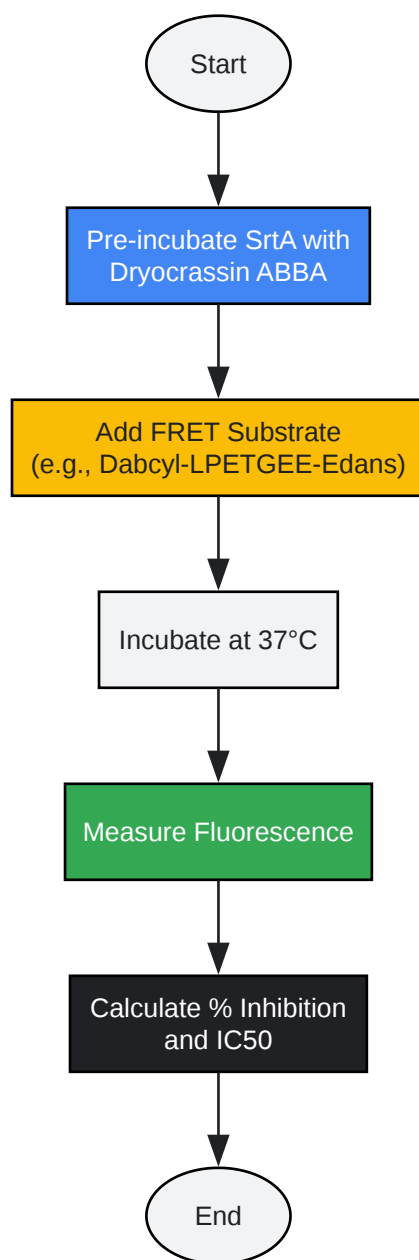 Start
Pre-incubate SrtA with
Dryocrassin ABBA
Add FRET Substrate
(e.g., Dabcyl-LPETGEE-Edans)
Incubate at 37°C
Measure Fluorescence
Calculate % Inhibition
and IC50
End